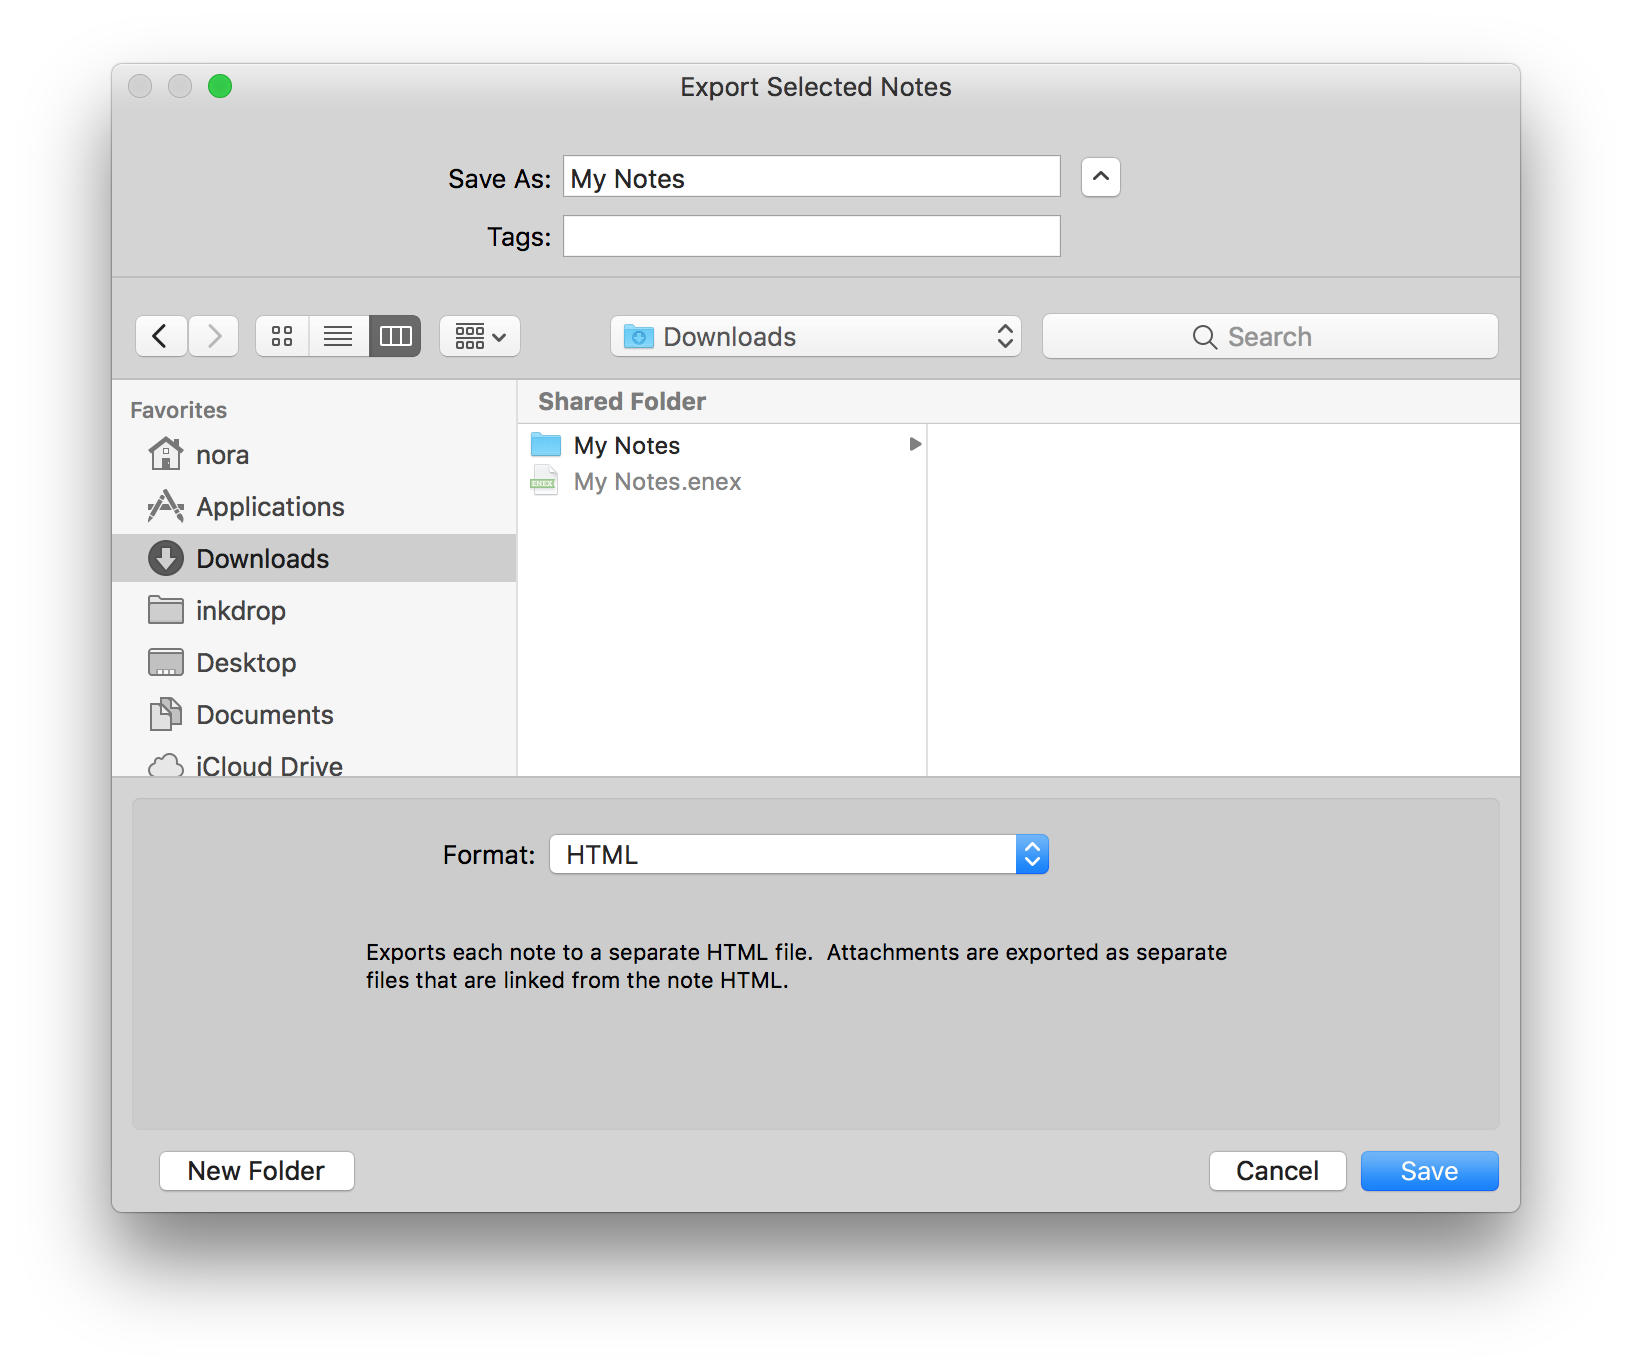 Export Selected Notes
Save As: My Notes
Tags:
Downloads
Search
Favorites
nora
Applications
Downloads
inkdrop
Desktop
Documents
iCloud Drive
Shared Folder
My Notes
ENEX
My Notes.enex
Format: HTML
Exports each note to a separate HTML file.  Attachments are exported as separate
files that are linked from the note HTML.
New Folder
Cancel
Save